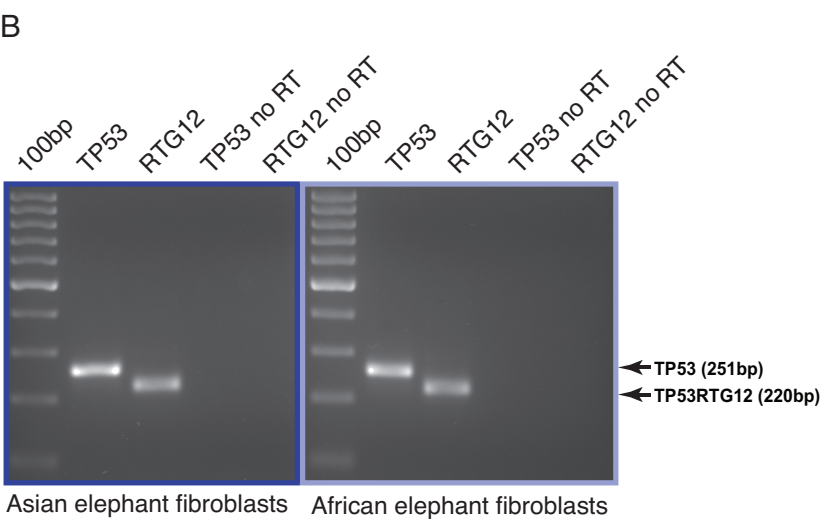 B
100bp
TP53
RTG12
TP53 no RT
RTG12 no RT
100bp
TP53
RTG12
TP53 no RT
RTG12 no RT
TP53 (251bp)
TP53RTG12 (220bp)
Asian elephant fibroblasts
African elephant fibroblasts